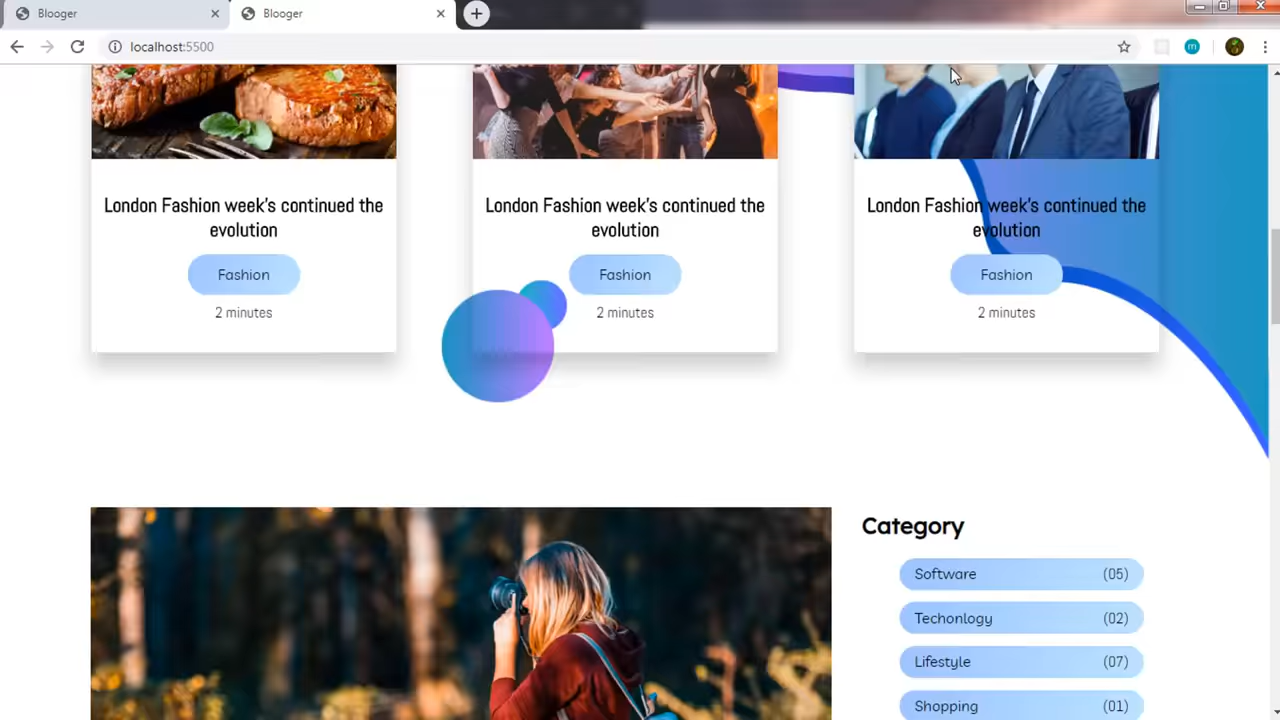 Blooger
Blooger
localhost:5500
London Fashion week's continued the
evolution
Fashion
2 minutes
London Fashion week's continued the
evolution
Fashion
2 minutes
London Fashion week's continued the
evolution
Fashion
2 minutes
Category
Software (05)
Techonlogy (02)
Lifestyle (07)
Shopping (01)